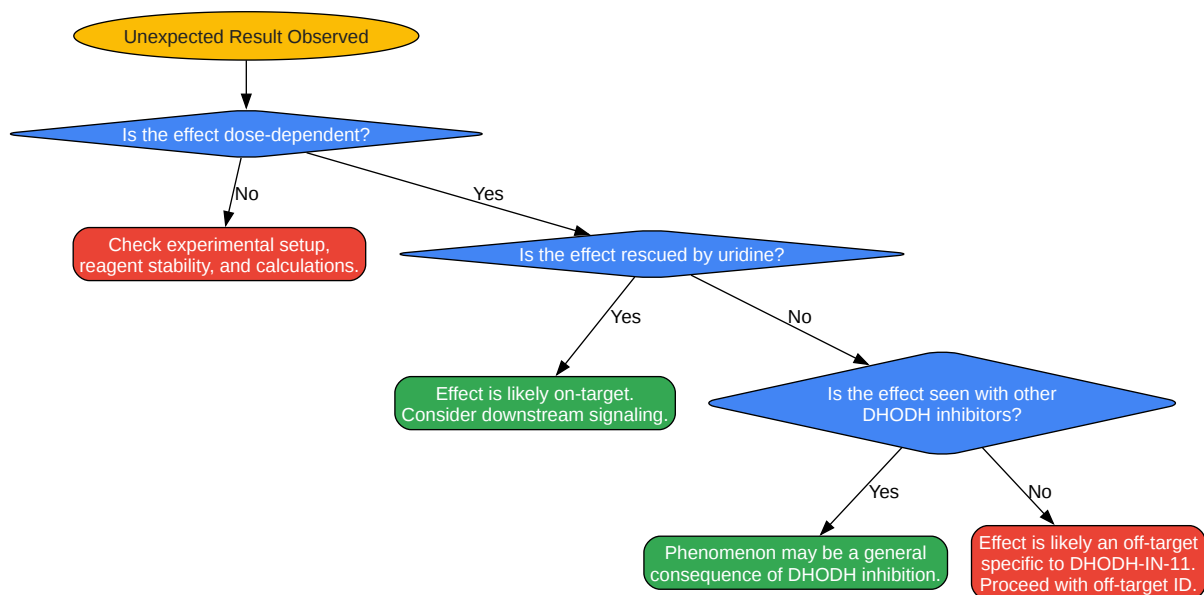 Unexpected Result Observed
Is the effect dose-dependent?
No
Yes
Check experimental setup,
reagent stability, and calculations.
Is the effect rescued by uridine?
Yes
No
Effect is likely on-target.
Consider downstream signaling.
Is the effect seen with other
DHODH inhibitors?
Yes
No
Phenomenon may be a general
consequence of DHODH inhibition.
Effect is likely an off-target
specific to DHODH-IN-11.
Proceed with off-target ID.